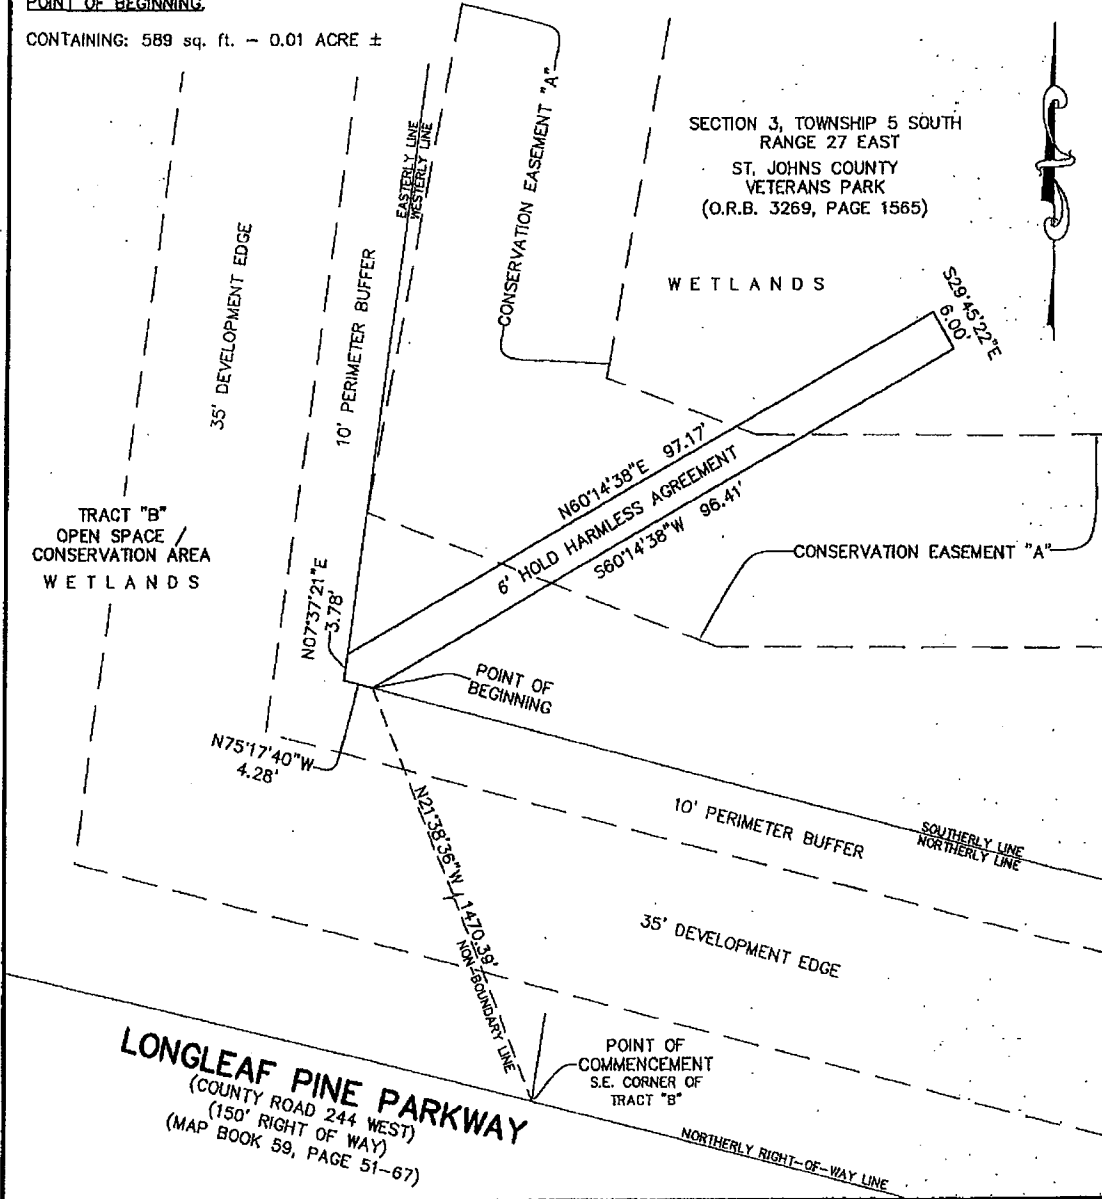 POINT OF BEGINNING.
CONTAINING: 589 sq. ft. – 0.01 ACRE ±
SECTION 3, TOWNSHIP 5 SOUTH
RANGE 27 EAST
ST. JOHNS COUNTY
VETERANS PARK
(O.R.B. 3269, PAGE 1565)
EASTERLY LINE
WESTERLY LINE
CONSERVATION EASEMENT "A"
35' DEVELOPMENT EDGE
10' PERIMETER BUFFER
WETLANDS
S29°45'22"E
6.00'
N60°14'38"E 97.17'
6' HOLD HARMLESS AGREEMENT
S60°14'38"W 96.41'
TRACT "B"
OPEN SPACE /
CONSERVATION AREA
WETLANDS
CONSERVATION EASEMENT "A"
N07°37'21"E
3.78'
POINT OF
BEGINNING
N75°17'40"W
4.28'
N21°38'36"W 1470.39'
NON-BOUNDARY LINE
10' PERIMETER BUFFER
SOUTHERLY LINE
NORTHERLY LINE
35' DEVELOPMENT EDGE
POINT OF
COMMENCEMENT
S.E. CORNER OF
TRACT "B"
LONGLEAF PINE PARKWAY
(COUNTY ROAD 244 WEST)
(150' RIGHT OF WAY)
(MAP BOOK 59, PAGE 51–67)
NORTHERLY RIGHT–OF–WAY LINE